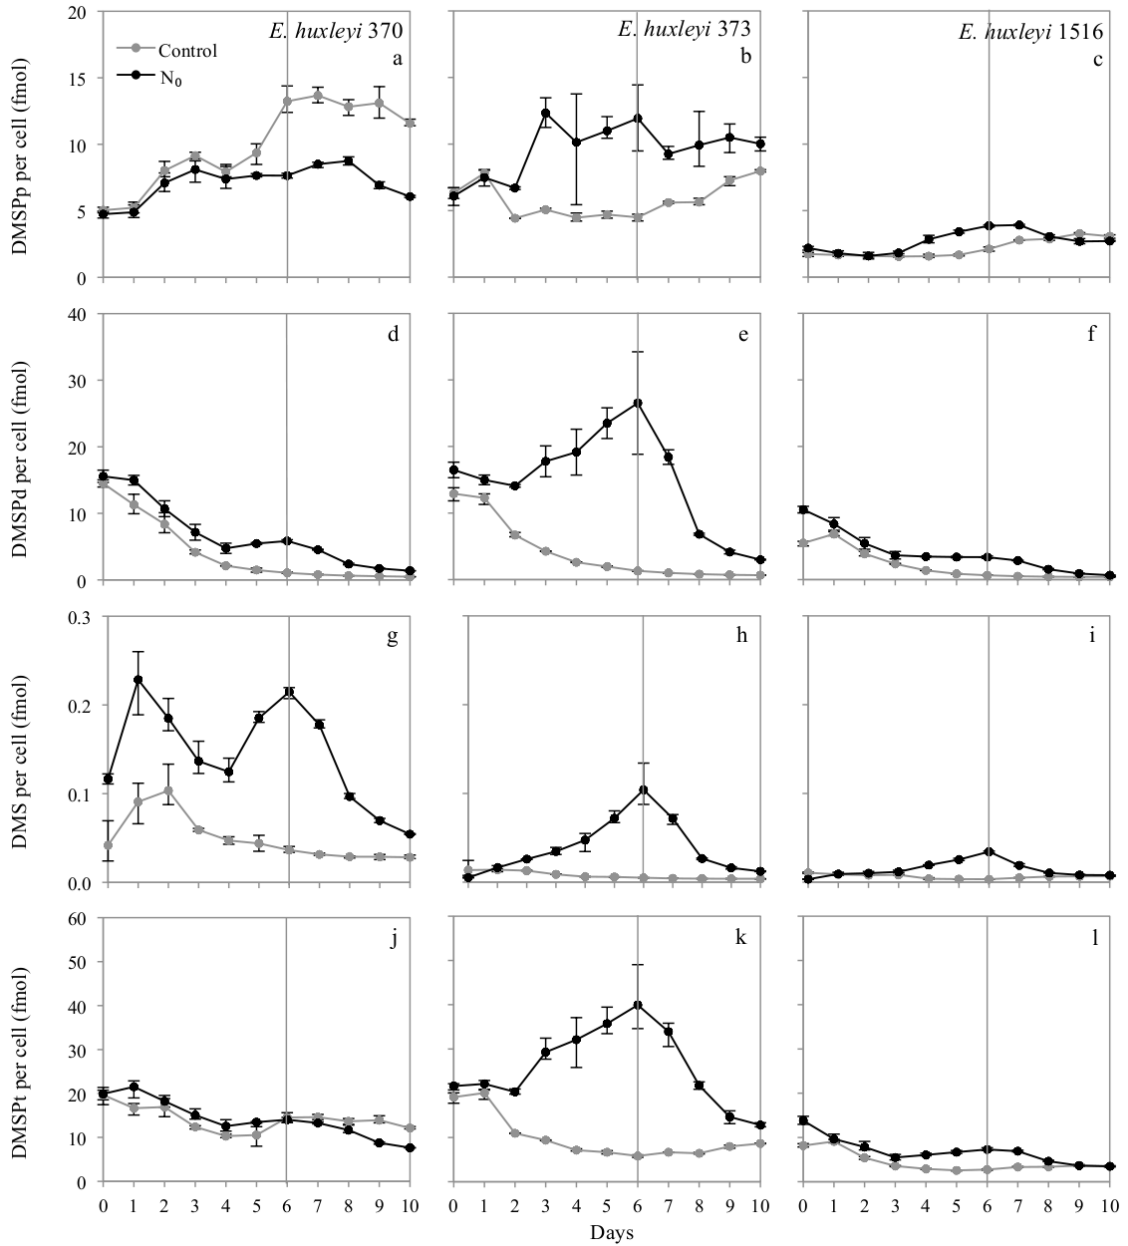 E. huxleyi 370
E. huxleyi 373
E. huxleyi 1516
Control
N₀
a
b
c
DMSPp per cell (fmol)
20
15
10
5
0
d
e
f
DMSPd per cell (fmol)
40
30
20
10
0
g
h
i
DMS per cell (fmol)
0.3
0.2
0.1
0.0
j
k
l
DMSPt per cell (fmol)
60
50
40
30
20
10
0
0 1 2 3 4 5 6 7 8 9 10
0 1 2 3 4 5 6 7 8 9 10
0 1 2 3 4 5 6 7 8 9 10
Days